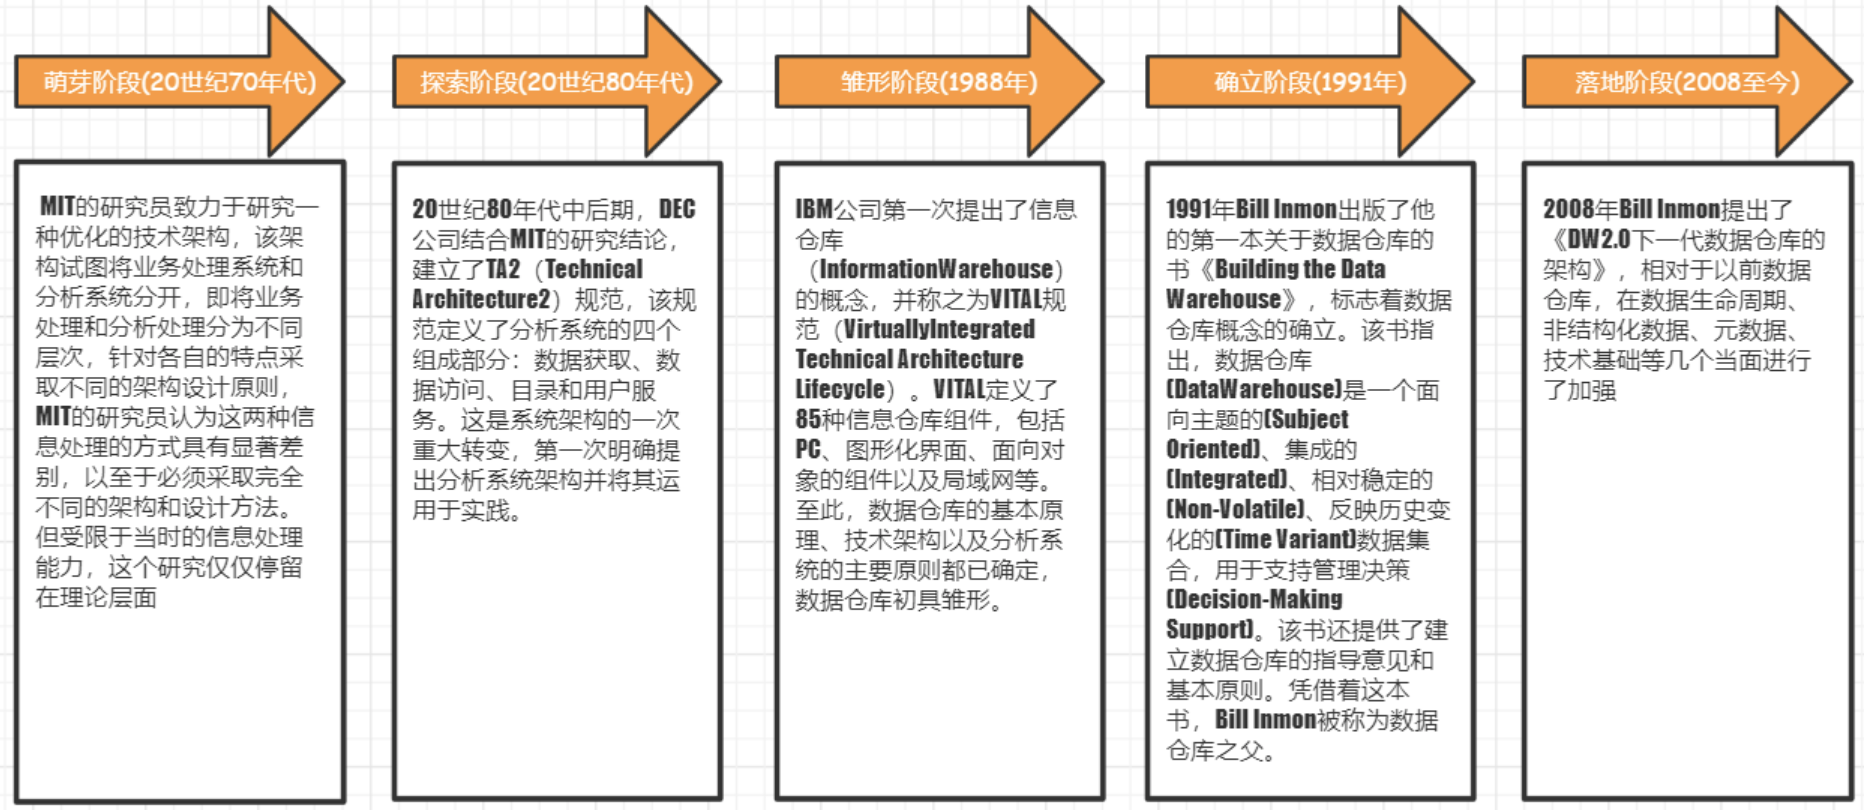 萌芽阶段(20世纪70年代)
MIT的研究员致力于研究一
种优化的技术架构，该架
构试图将业务处理系统和
分析系统分开，即将业务
处理和分析处理分为不同
层次，针对各自的特点采
取不同的架构设计原则，
MIT的研究员认为这两种信
息处理的方式具有显著差
别，以至于必须采取完全
不同的架构和设计方法。
但受限于当时的信息处理
能力，这个研究仅仅停留
在理论层面
探索阶段(20世纪80年代)
20世纪80年代中后期，DEC
公司结合MIT的研究结论，
建立了TA2（Technical
Architecture2）规范，该规
范定义了分析系统的四个
组成部分：数据获取、数
据访问、目录和用户服
务。这是系统架构的一次
重大转变，第一次明确提
出分析系统架构并将其运
用于实践。
雏形阶段(1988年)
IBM公司第一次提出了信息
仓库
（InformationWarehouse）
的概念，并称之为VITAL规
范（VirtuallyIntegrated
Technical Architecture
Lifecycle）。VITAL定义了
85种信息仓库组件，包括
PC、图形化界面、面向对
象的组件以及局域网等。
至此，数据仓库的基本原
理、技术架构以及分析系
统的主要原则都已确定，
数据仓库初具雏形。
确立阶段(1991年)
1991年Bill Inmon出版了他
的第一本关于数据仓库的
书《Building the Data
Warehouse》，标志着数据
仓库概念的确立。该书指
出，数据仓库
(DataWarehouse)是一个面
向主题的(Subject
Oriented)、集成的
(Integrated)、相对稳定的
(Non-Volatile)、反映历史变
化的(Time Variant)数据集
合，用于支持管理决策
(Decision-Making
Support)。该书还提供了建
立数据仓库的指导意见和
基本原则。凭借着这本
书，Bill Inmon被称为数据
仓库之父。
落地阶段(2008至今)
2008年Bill Inmon提出了
《DW2.0下一代数据仓库的
架构》，相对于以前数据
仓库，在数据生命周期、
非结构化数据、元数据、
技术基础等几个当面进行
了加强